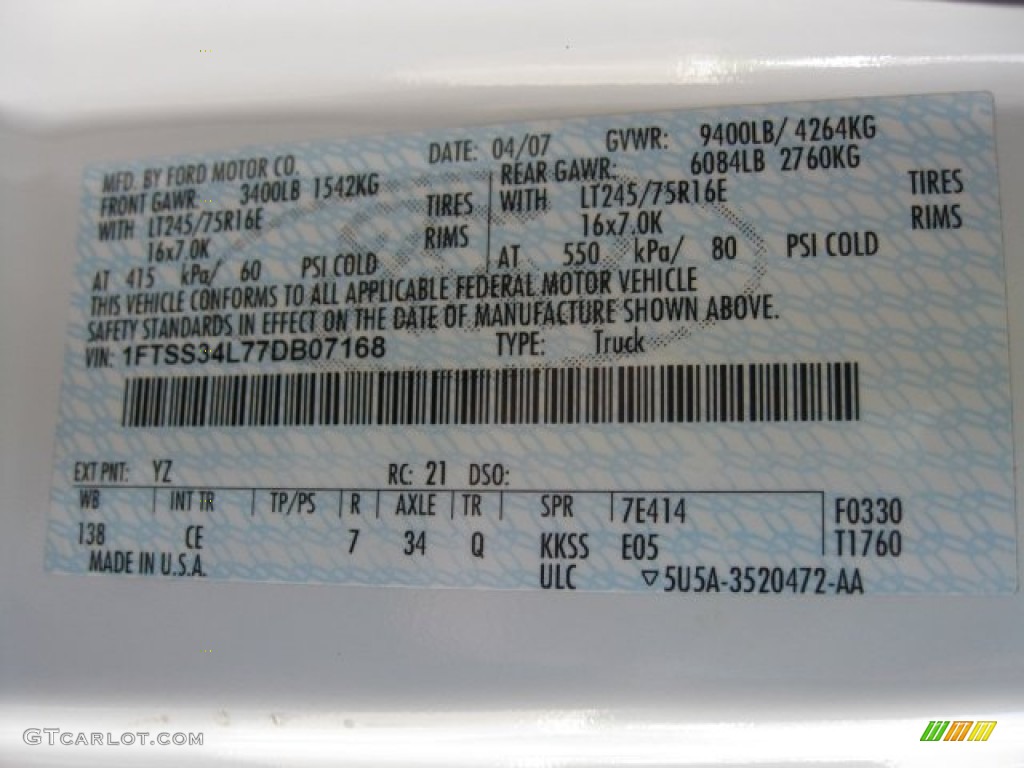 MFD. BY FORD MOTOR CO. DATE: 04/07 GVWR: 9400LB/ 4264KG
FRONT GAWR: 3400LB 1542KG REAR GAWR: 6084LB 2760KG
WITH LT245/75R16E TIRES WITH LT245/75R16E TIRES
16x7.0K RIMS 16x7.0K RIMS
AT 415 kPa/ 60 PSI COLD AT 550 kPa/ 80 PSI COLD
THIS VEHICLE CONFORMS TO ALL APPLICABLE FEDERAL MOTOR VEHICLE
SAFETY STANDARDS IN EFFECT ON THE DATE OF MANUFACTURE SHOWN ABOVE.
VIN: 1FTSS34L77DB07168 TYPE: Truck
EXT PNT: YZ RC: 21 DSO:
WB INT TR TP/PS R AXLE TR SPR 7E414 F0330
138 CE 7 34 Q KKSS E05 T1760
MADE IN U.S.A. ULC ▽5U5A-3520472-AA
GTCARLOT.COM